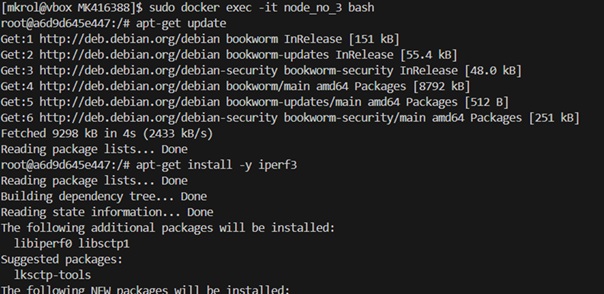 [mkrol@vbox MK416388]$ sudo docker exec -it node_no_3 bash
root@a6d9d645e447:/# apt-get update
Get:1 http://deb.debian.org/debian bookworm InRelease [151 kB]
Get:2 http://deb.debian.org/debian bookworm-updates InRelease [55.4 kB]
Get:3 http://deb.debian.org/debian-security bookworm-security InRelease [48.0 kB]
Get:4 http://deb.debian.org/debian bookworm/main amd64 Packages [8792 kB]
Get:5 http://deb.debian.org/debian bookworm-updates/main amd64 Packages [512 B]
Get:6 http://deb.debian.org/debian-security bookworm-security/main amd64 Packages [251 kB]
Fetched 9298 kB in 4s (2433 kB/s)
Reading package lists... Done
root@a6d9d645e447:/# apt-get install -y iperf3
Reading package lists... Done
Building dependency tree... Done
Reading state information... Done
The following additional packages will be installed:
  libiperf0 libsctp1
Suggested packages:
  lksctp-tools
The following NEW packages will be installed: